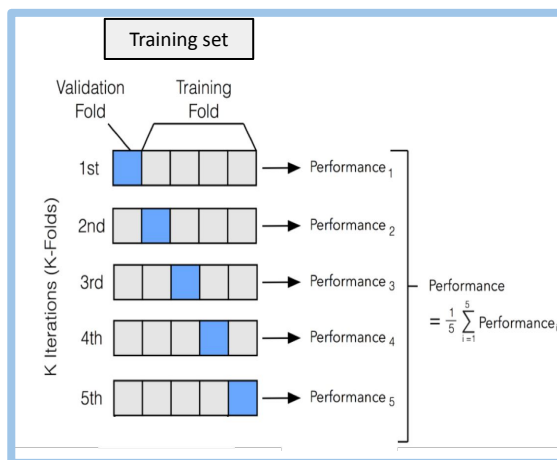 Training set
Validation Fold
Training Fold
K Iterations (K-Folds)
1st Performance 1
2nd Performance 2
3rd Performance 3
4th Performance 4
5th Performance 5
Performance
= 1/5 5∑i=1 Performance i